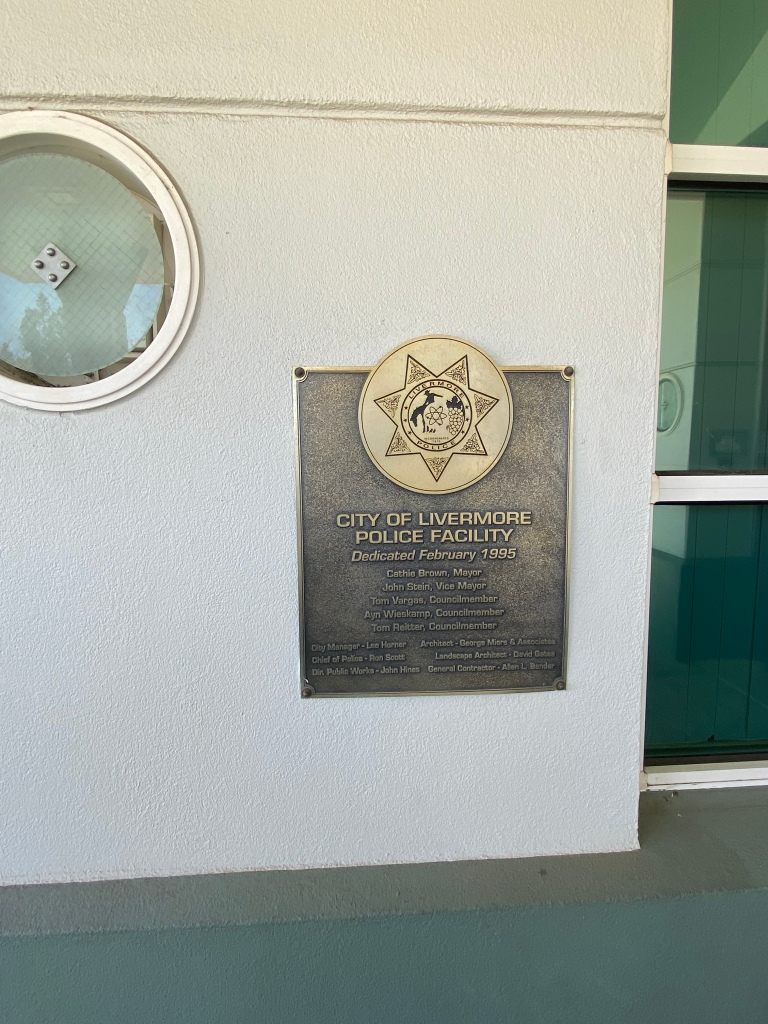 LIVERMORE
POLICE
CITY OF LIVERMORE
POLICE FACILITY
Dedicated February 1995
Cathie Brown, Mayor
John Stein, Vice Mayor
Tom Vargas, Councilmember
Ayn Wieskamp, Councilmember
Tom Reitter, Councilmember
City Manager - Lee Horner Architect - George Miers & Associates
Chief of Police - Ron Scott Landscape Architect - David Gates
Dir. Public Works - John Hines General Contractor - Allen L. Bender